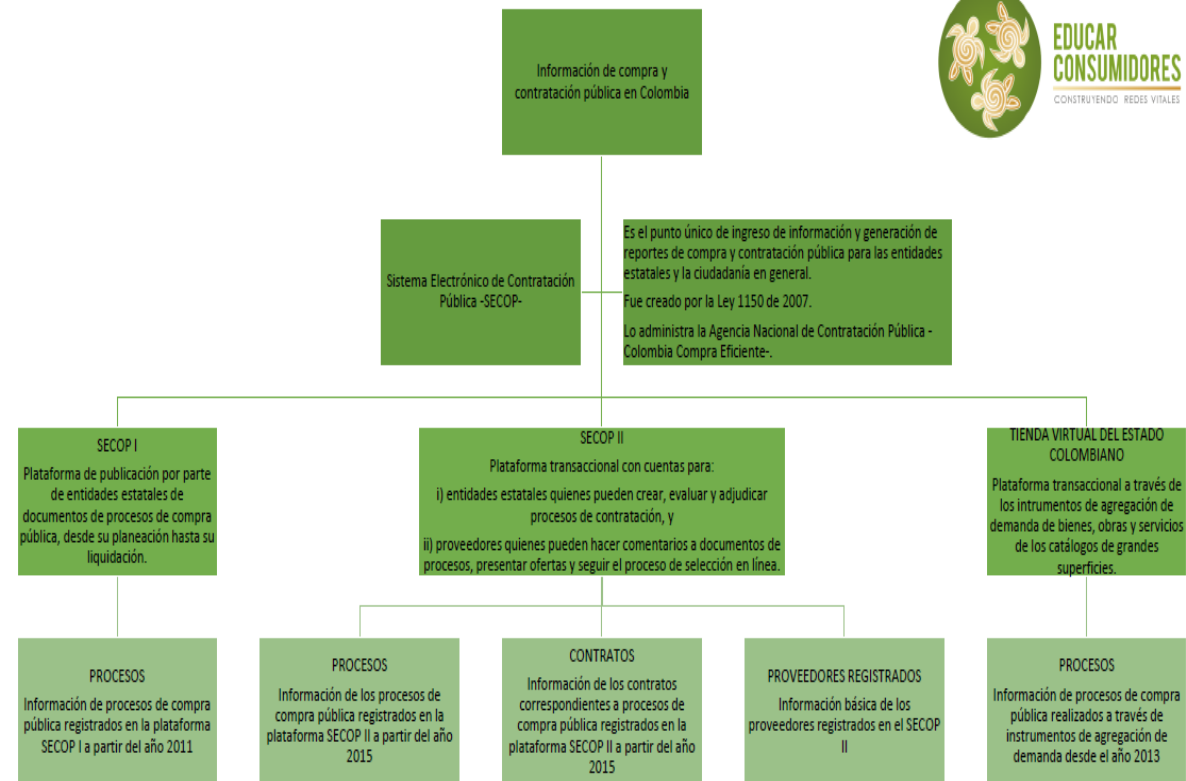 EDUCAR
CONSUMIDORES
CONSTRUYENDO REDES VITALES
Información de compra y
contratación pública en Colombia
Sistema Electrónico de Contratación
Pública -SECOP-
Es el punto único de ingreso de información y generación de
reportes de compra y contratación pública para las entidades
estatales y la ciudadanía en general.
Fue creado por la Ley 1150 de 2007.
Lo administra la Agencia Nacional de Contratación Pública -
Colombia Compra Eficiente-.
SECOP I
Plataforma de publicación por parte
de entidades estatales de
documentos de procesos de compra
pública, desde su planeación hasta su
liquidación.
SECOP II
Plataforma transaccional con cuentas para:
i) entidades estatales quienes pueden crear, evaluar y adjudicar
procesos de contratación, y
ii) proveedores quienes pueden hacer comentarios a documentos de
procesos, presentar ofertas y seguir el proceso de selección en línea.
TIENDA VIRTUAL DEL ESTADO
COLOMBIANO
Plataforma transaccional a través de
los intrumentos de agregación de
demanda de bienes, obras y servicios
de los catálogos de grandes
superficies.
PROCESOS
Información de procesos de compra
pública registrados en la plataforma
SECOP I a partir del año 2011
PROCESOS
Información de los procesos de
compra pública registrados en la
plataforma SECOP II a partir del año
2015
CONTRATOS
Información de los contratos
correspondientes a procesos de
compra pública registrados en la
plataforma SECOP II a partir del año
2015
PROVEEDORES REGISTRADOS
Información básica de los
proveedores registrados en el SECOP
II
PROCESOS
Información de procesos de compra
pública realizados a través de
instrumentos de agregación de
demanda desde el año 2013